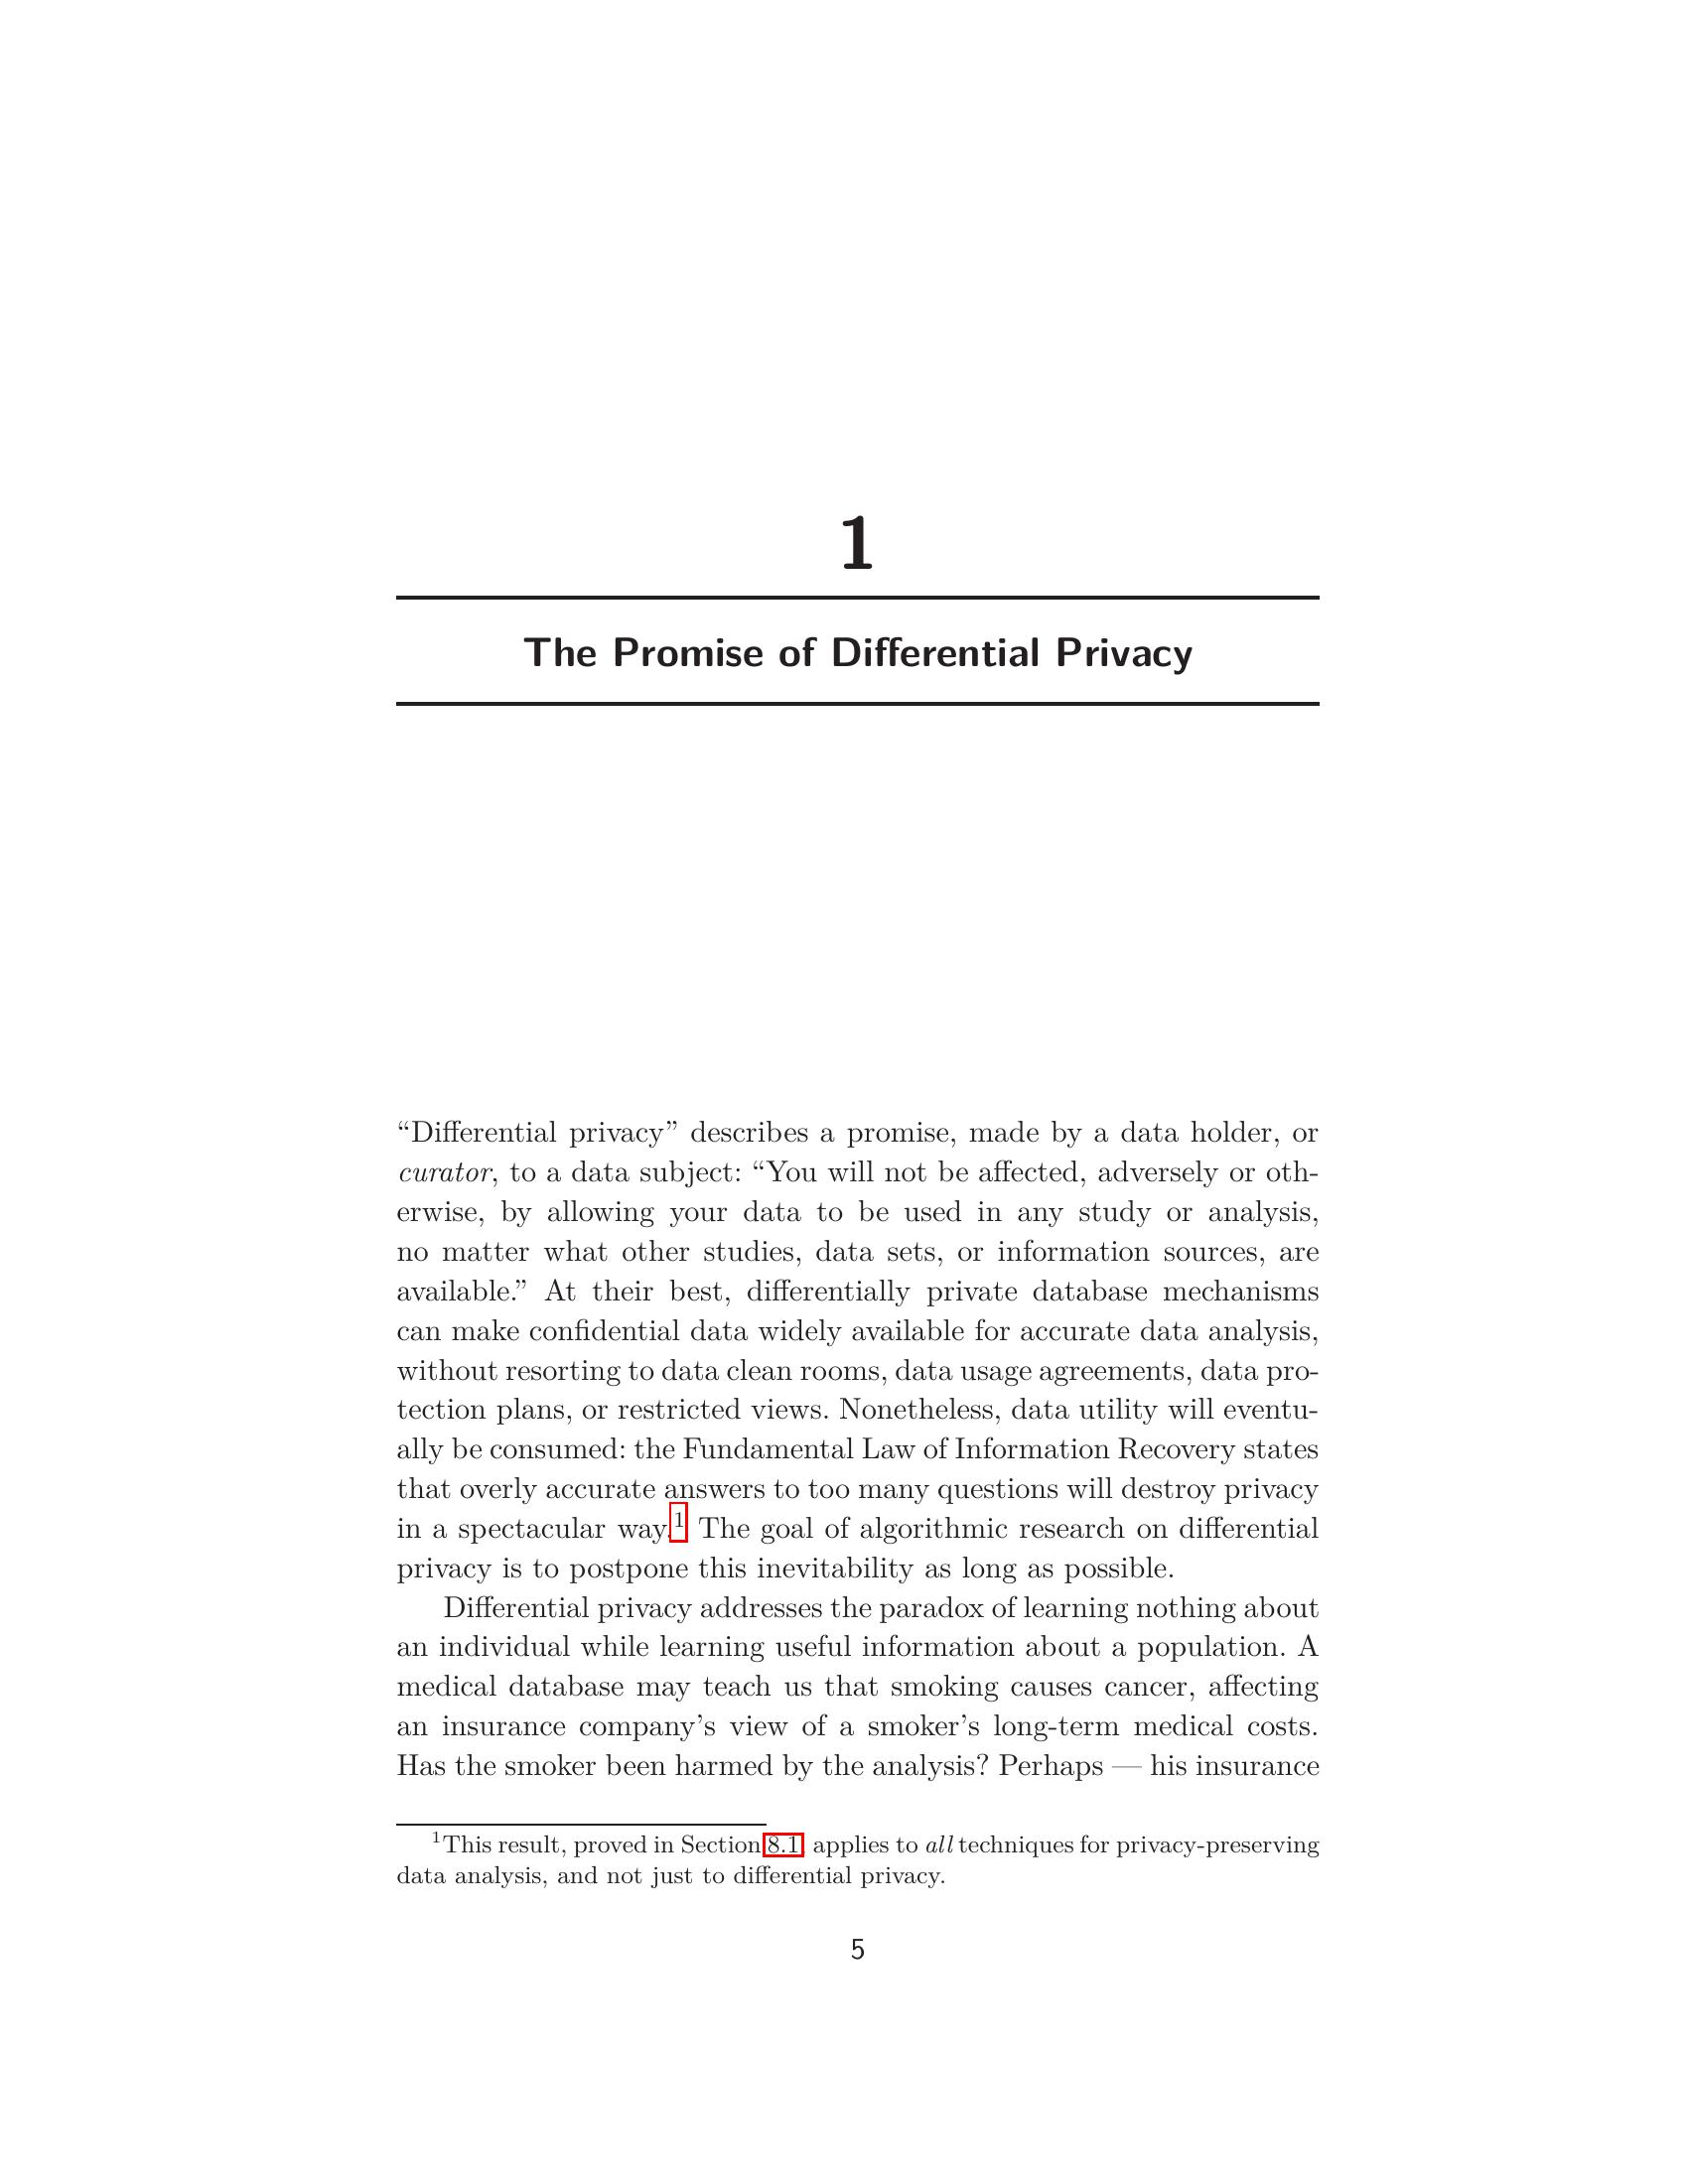 1
The Promise of Differential Privacy
“Differential privacy” describes a promise, made by a data holder, or
curator, to a data subject: “You will not be affected, adversely or oth-
erwise, by allowing your data to be used in any study or analysis,
no matter what other studies, data sets, or information sources, are
available.” At their best, differentially private database mechanisms
can make confidential data widely available for accurate data analysis,
without resorting to data clean rooms, data usage agreements, data pro-
tection plans, or restricted views. Nonetheless, data utility will eventu-
ally be consumed: the Fundamental Law of Information Recovery states
that overly accurate answers to too many questions will destroy privacy
in a spectacular way.1 The goal of algorithmic research on differential
privacy is to postpone this inevitability as long as possible.
Differential privacy addresses the paradox of learning nothing about
an individual while learning useful information about a population. A
medical database may teach us that smoking causes cancer, affecting
an insurance company’s view of a smoker’s long-term medical costs.
Has the smoker been harmed by the analysis? Perhaps — his insurance
1This result, proved in Section 8.1, applies to all techniques for privacy-preserving
data analysis, and not just to differential privacy.
5